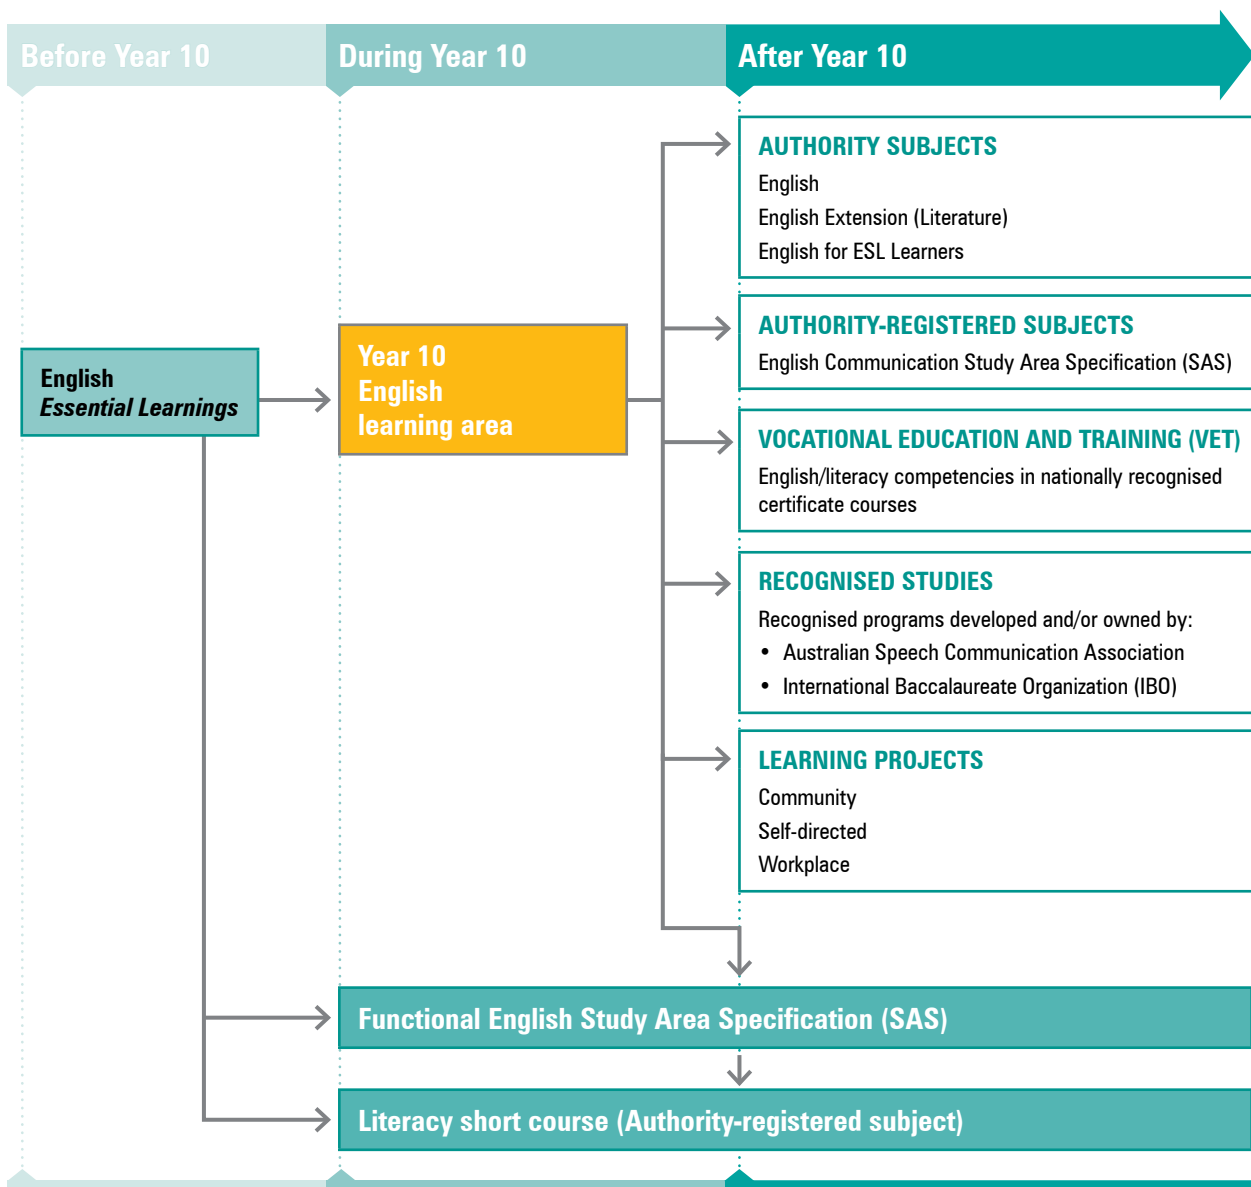 Before Year 10
During Year 10
After Year 10
AUTHORITY SUBJECTS
English
English Extension (Literature)
English for ESL Learners
AUTHORITY-REGISTERED SUBJECTS
English Communication Study Area Specification (SAS)
English
Essential Learnings
Year 10
English
learning area
VOCATIONAL EDUCATION AND TRAINING (VET)
English/literacy competencies in nationally recognised
certificate courses
RECOGNISED STUDIES
Recognised programs developed and/or owned by:
• Australian Speech Communication Association
• International Baccalaureate Organization (IBO)
LEARNING PROJECTS
Community
Self-directed
Workplace
Functional English Study Area Specification (SAS)
Literacy short course (Authority-registered subject)